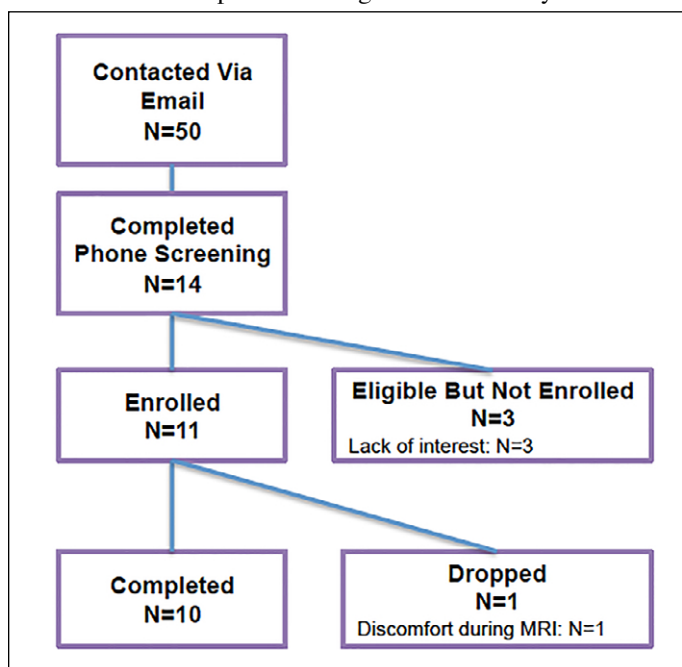 Contacted Via
Email
N=50
Completed
Phone Screening
N=14
Enrolled
N=11
Eligible But Not Enrolled
N=3
Lack of interest: N=3
Completed
N=10
Dropped
N=1
Discomfort during MRI: N=1